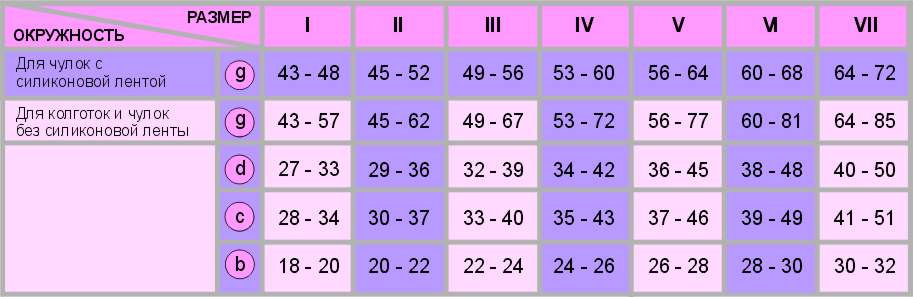 РАЗМЕР
ОКРУЖНОСТЬ
I II III IV V VI VII
Для чулок с
силиконовой лентой
g 43 - 48 45 - 52 49 - 56 53 - 60 56 - 64 60 - 68 64 - 72
Для колготок и чулок
без силиконовой ленты
g 43 - 57 45 - 62 49 - 67 53 - 72 56 - 77 60 - 81 64 - 85
d 27 - 33 29 - 36 32 - 39 34 - 42 36 - 45 38 - 48 40 - 50
c 28 - 34 30 - 37 33 - 40 35 - 43 37 - 46 39 - 49 41 - 51
b 18 - 20 20 - 22 22 - 24 24 - 26 26 - 28 28 - 30 30 - 32